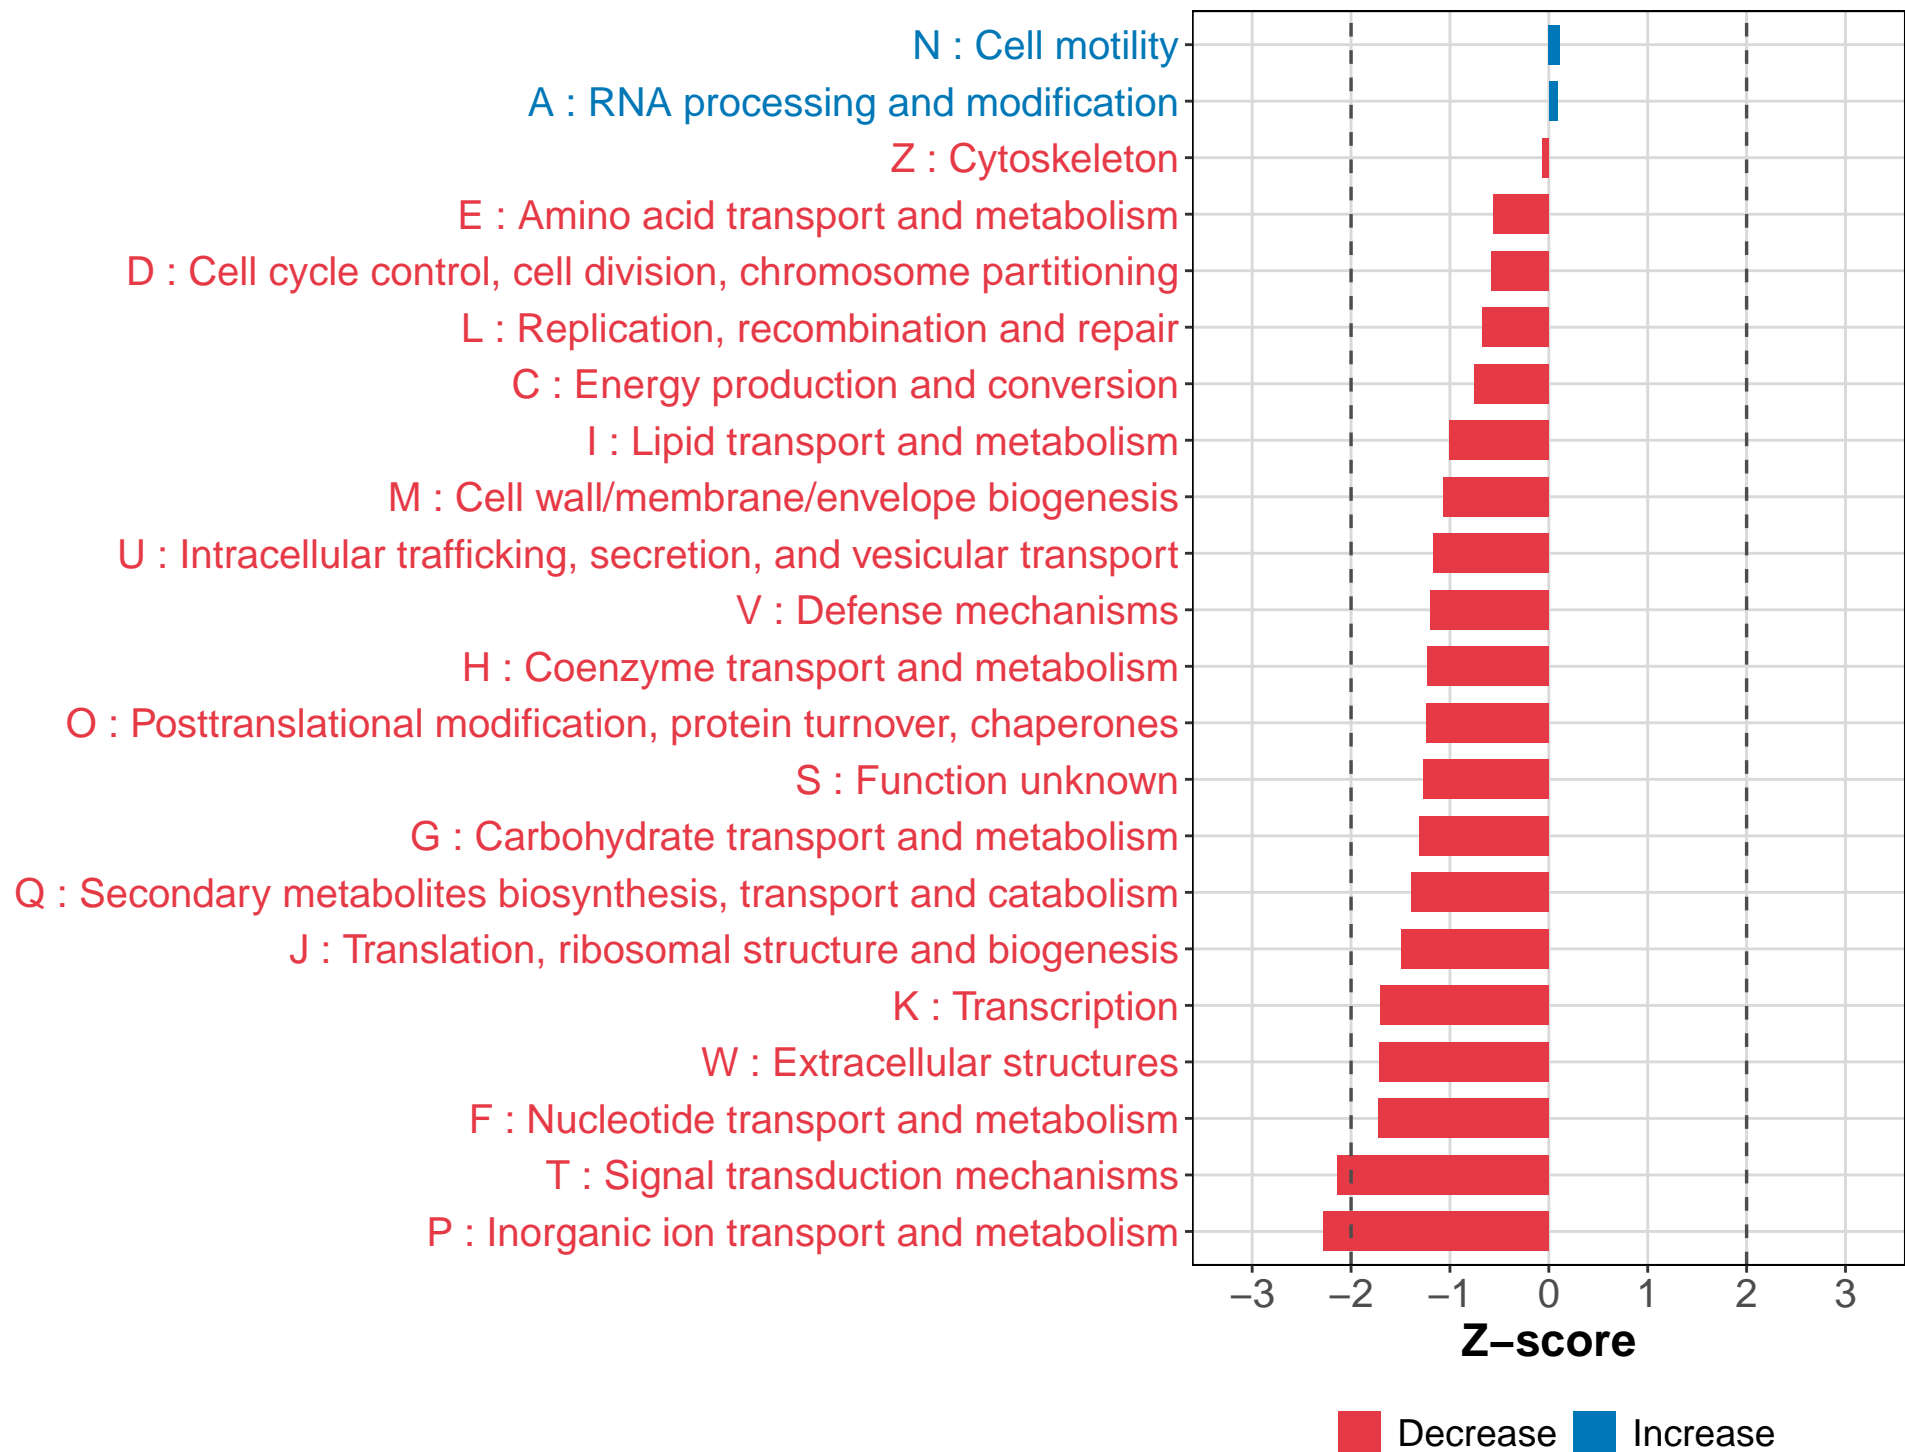 N : Cell motility
A : RNA processing and modification
Z : Cytoskeleton
E : Amino acid transport and metabolism
D : Cell cycle control, cell division, chromosome partitioning
L : Replication, recombination and repair
C : Energy production and conversion
I : Lipid transport and metabolism
M : Cell wall/membrane/envelope biogenesis
U : Intracellular trafficking, secretion, and vesicular transport
V : Defense mechanisms
H : Coenzyme transport and metabolism
O : Posttranslational modification, protein turnover, chaperones
S : Function unknown
G : Carbohydrate transport and metabolism
Q : Secondary metabolites biosynthesis, transport and catabolism
J : Translation, ribosomal structure and biogenesis
K : Transcription
W : Extracellular structures
F : Nucleotide transport and metabolism
T : Signal transduction mechanisms
P : Inorganic ion transport and metabolism
−3 −2 −1 0 1 2 3
Z−score
Decrease Increase